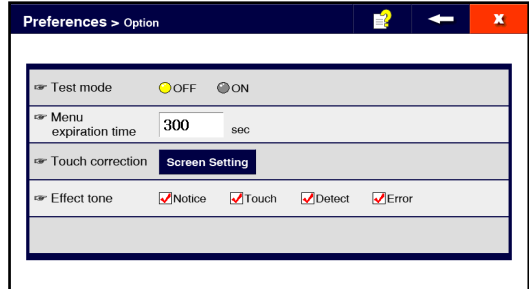 Preferences > Option
☞ Test mode OFF ON
☞ Menu
expiration time 300 sec
☞ Touch correction Screen Setting
☞ Effect tone Notice Touch Detect Error